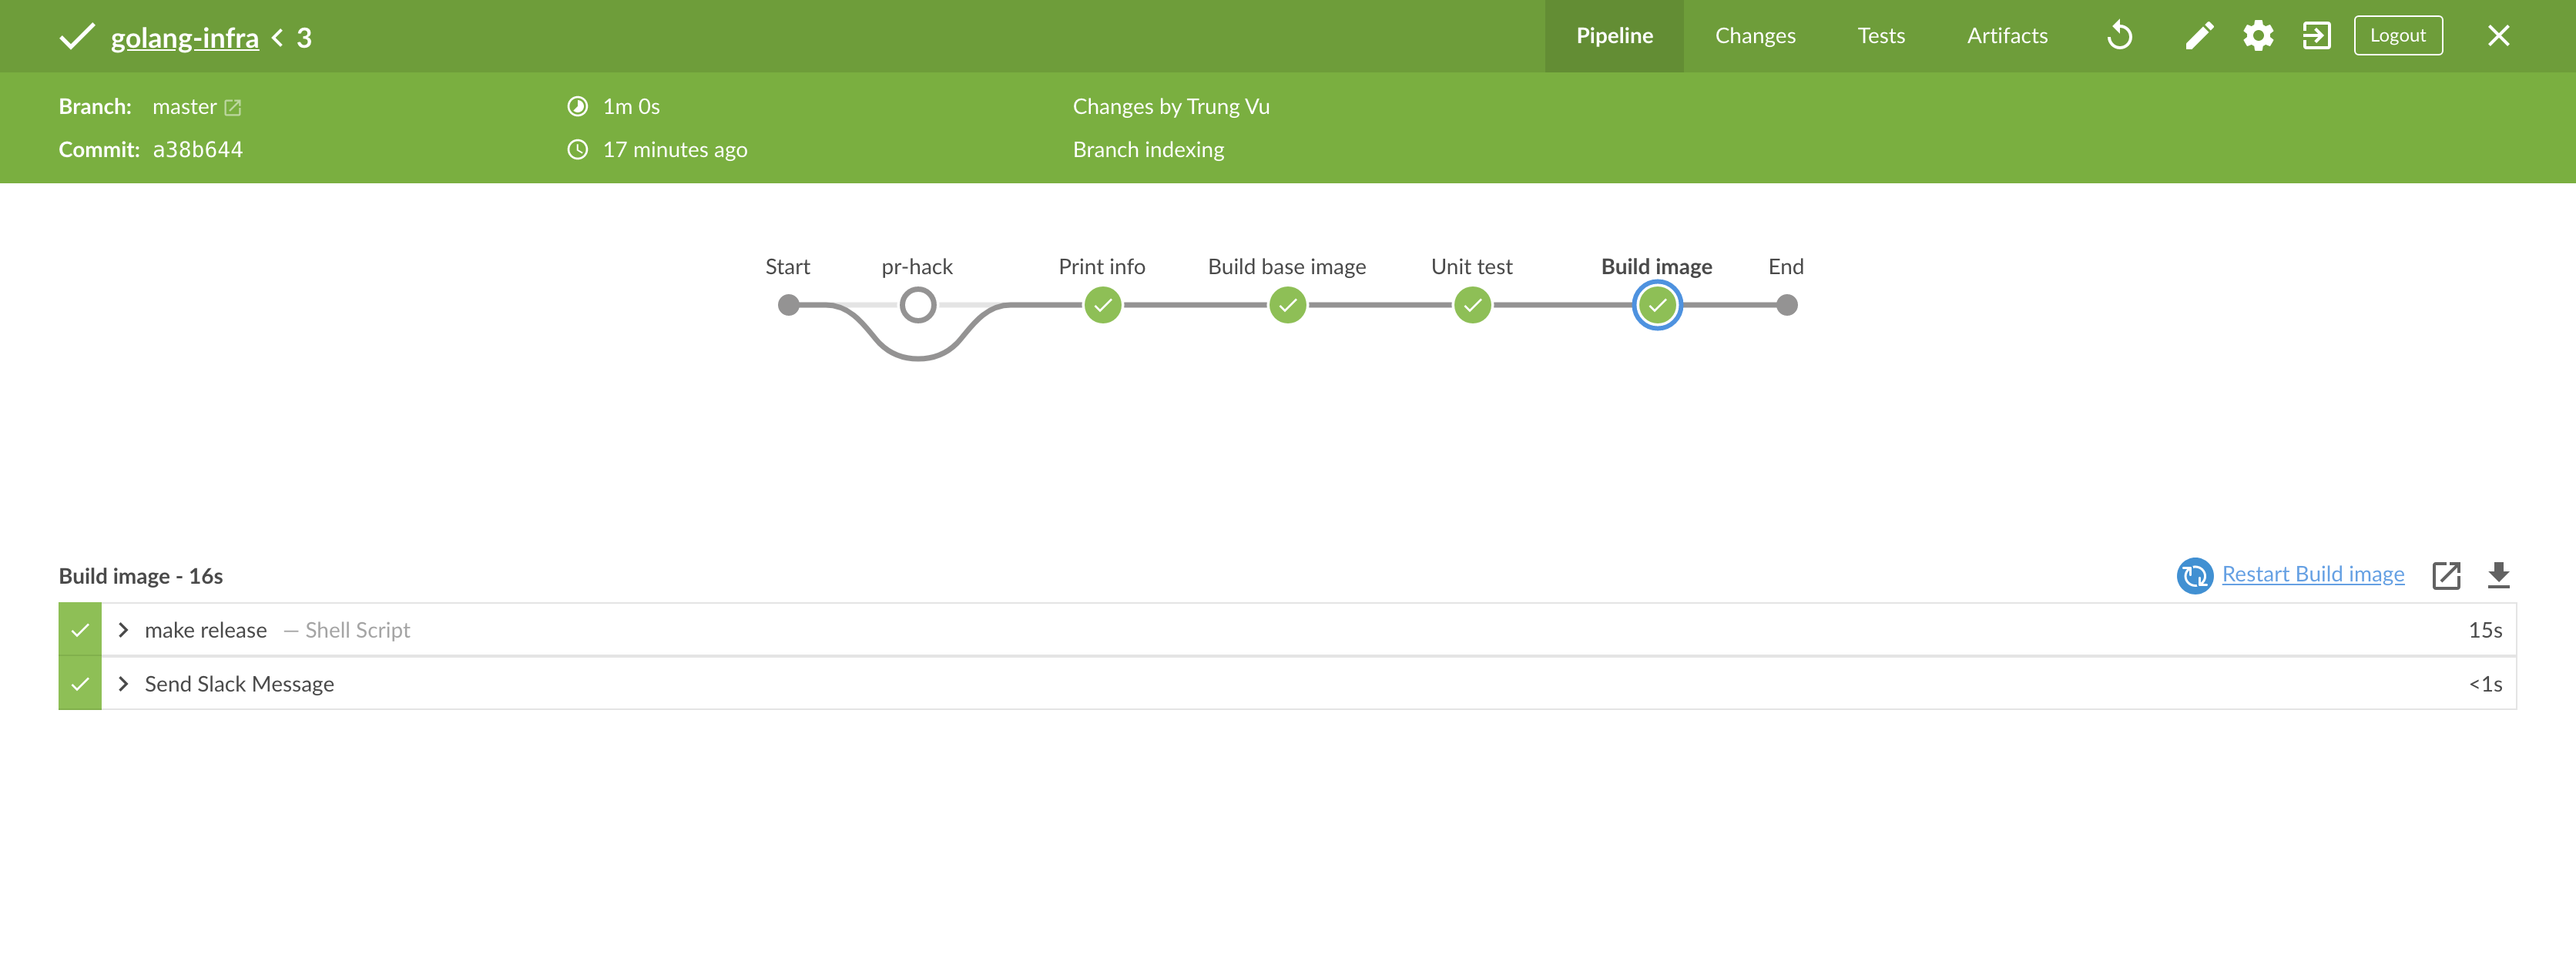 golang-infra < 3
Pipeline Changes Tests Artifacts Logout
Branch: master 1m 0s Changes by Trung Vu
Commit: a38b644 17 minutes ago Branch indexing
Start pr-hack Print info Build base image Unit test Build image End
Build image - 16s Restart Build image
make release — Shell Script 15s
Send Slack Message <1s